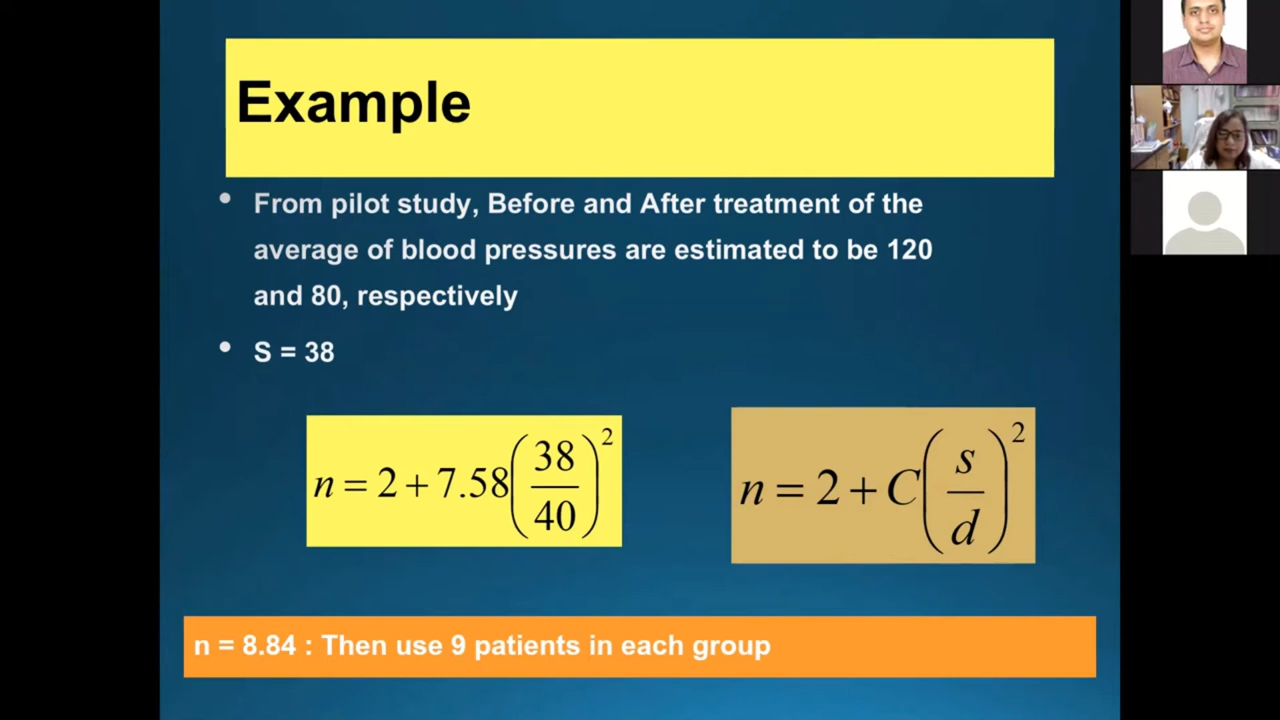 Example
• From pilot study, Before and After treatment of the
average of blood pressures are estimated to be 120
and 80, respectively
• S = 38
n = 2 + 7.58(38/40)^2
n = 2 + C(s/d)^2
n = 8.84 : Then use 9 patients in each group